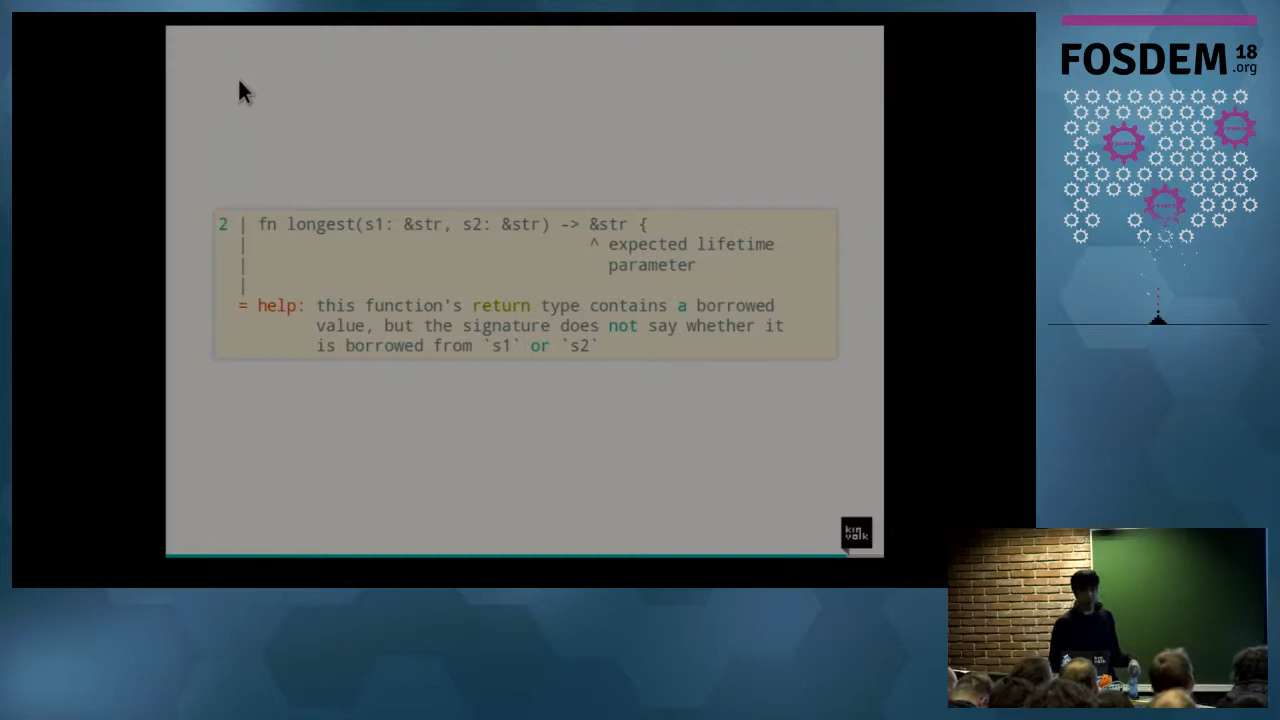 FOSDEM 18
.org
2 | fn longest(s1: &str, s2: &str) -> &str {
| ^ expected lifetime
| parameter
|
= help: this function's return type contains a borrowed
value, but the signature does not say whether it
is borrowed from `s1` or `s2`
kin
volk